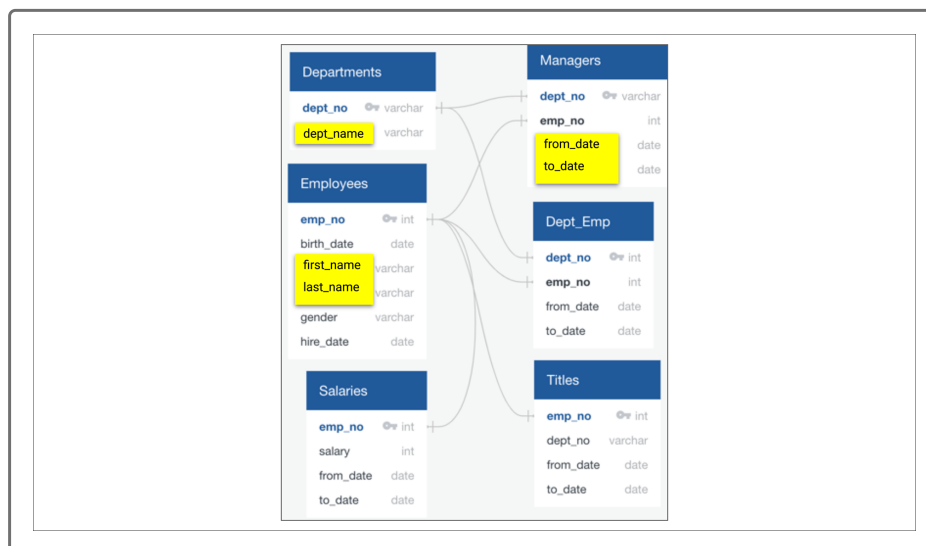 Departments
dept_no varchar
dept_name varchar
Employees
emp_no int
birth_date date
first_name varchar
last_name varchar
gender varchar
hire_date date
Salaries
emp_no int
salary int
from_date date
to_date date
Managers
dept_no varchar
emp_no int
from_date date
to_date date
Dept_Emp
dept_no int
emp_no int
from_date date
to_date date
Titles
emp_no int
dept_no varchar
from_date date
to_date date